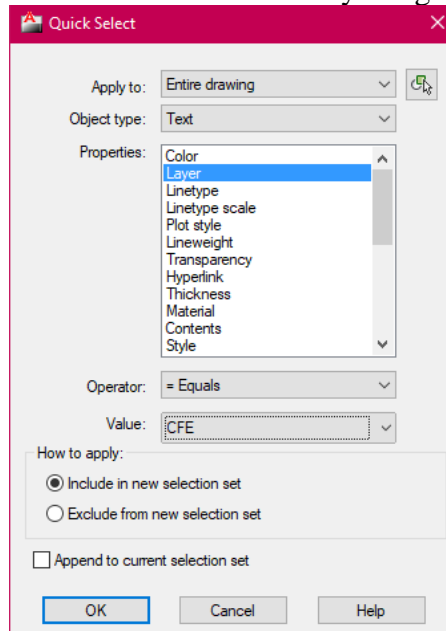 Quick Select
Apply to: Entire drawing
Object type: Text
Properties: Color
Layer
Linetype
Linetype scale
Plot style
Lineweight
Transparency
Hyperlink
Thickness
Material
Contents
Style
Operator: = Equals
Value: CFE
How to apply:
Include in new selection set
Exclude from new selection set
Append to current selection set
OK Cancel Help